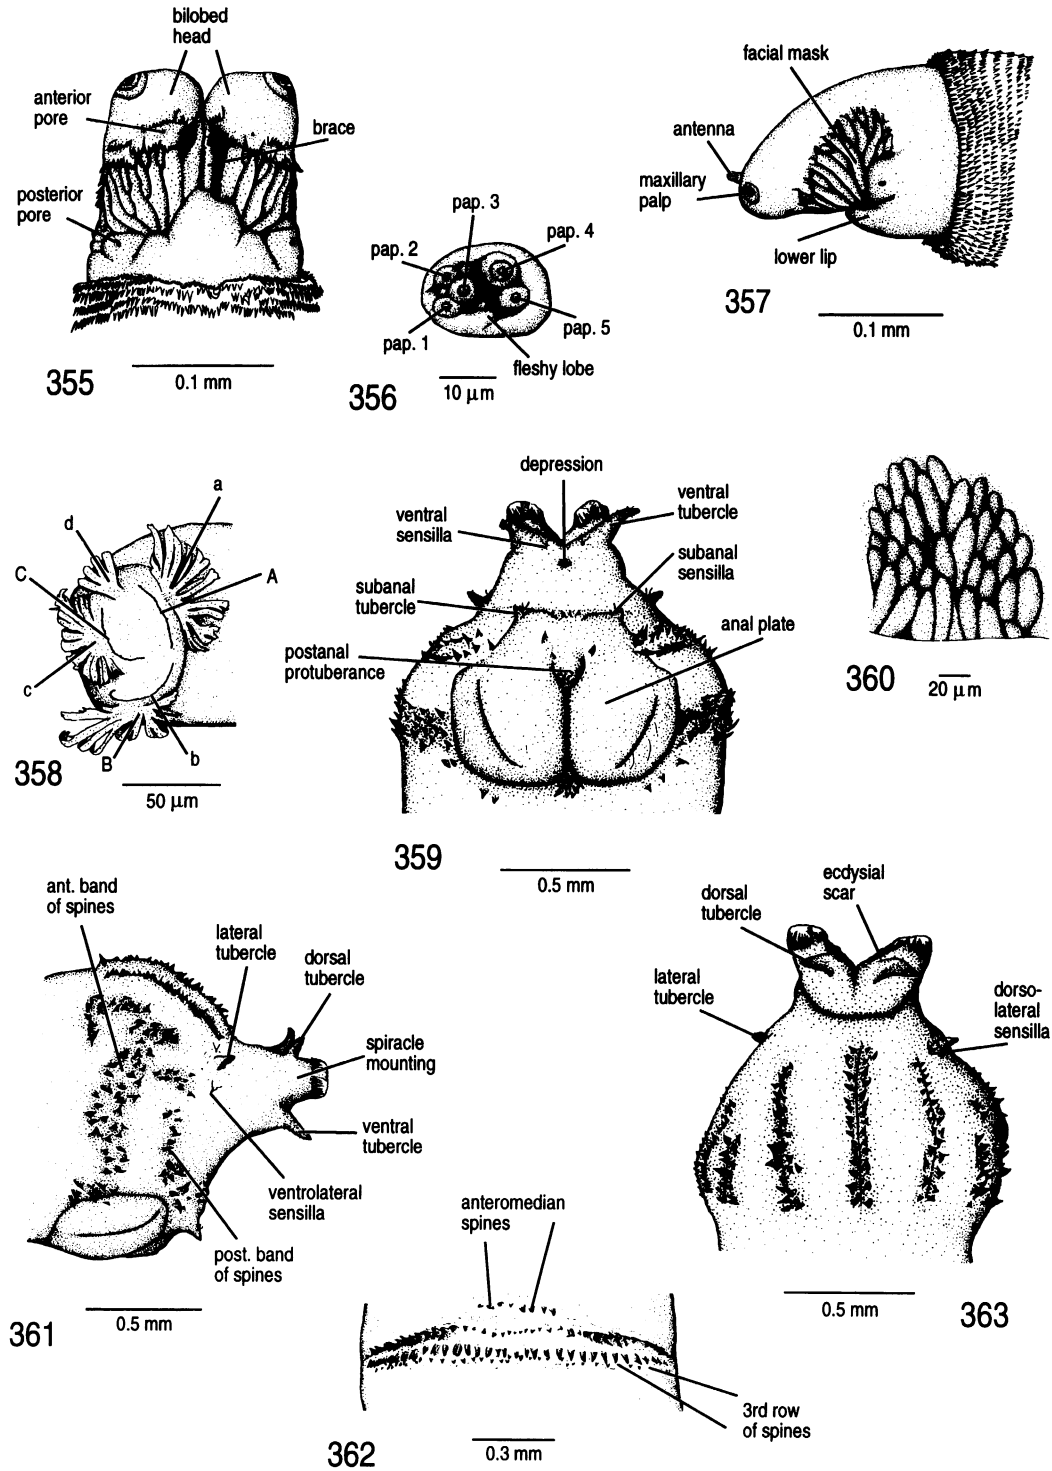 bilobed
head
anterior
pore
brace
posterior
pore
355
0.1 mm
pap. 3
pap. 2
pap. 4
pap. 1
pap. 5
fleshy lobe
356
10 μm
facial mask
antenna
maxillary
palp
lower lip
357
0.1 mm
a
d
C
A
c
B
b
358
50 μm
depression
ventral
sensilla
ventral
tubercle
subanal
sensilla
subanal
tubercle
anal plate
postanal
protuberance
359
0.5 mm
360
20 μm
ant. band
of spines
lateral
tubercle
dorsal
tubercle
spiracle
mounting
ventral
tubercle
ventrolateral
sensilla
post. band
of spines
361
0.5 mm
anteromedian
spines
3rd row
of spines
362
0.3 mm
ecdysial
scar
dorsal
tubercle
lateral
tubercle
dorso-
lateral
sensilla
0.5 mm
363